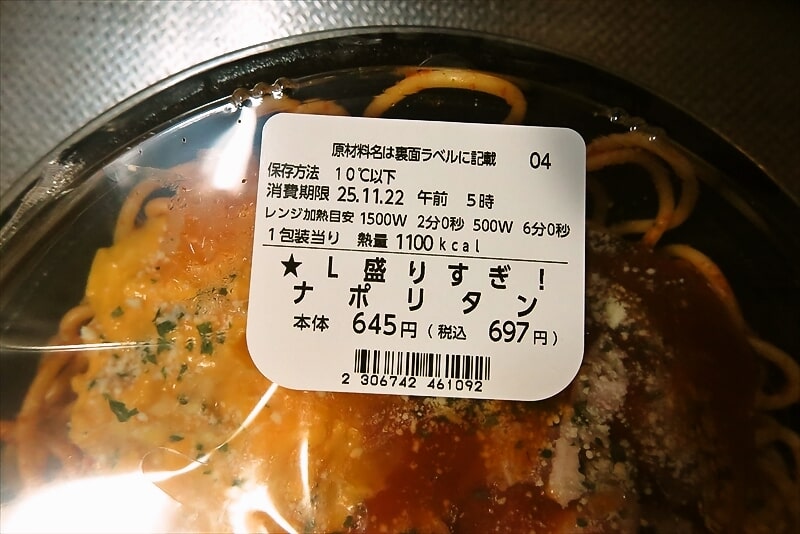 原材料名は裏面ラベルに記載 04
保存方法 10℃以下
消費期限 25.11.22 午前 5時
レンジ加熱目安 1500W 2分0秒 500W 6分0秒
1包装当り 熱量 1100kcal
★L盛りすぎ!
ナポリタン
本体 645円(税込 697円)
2 306742 461092